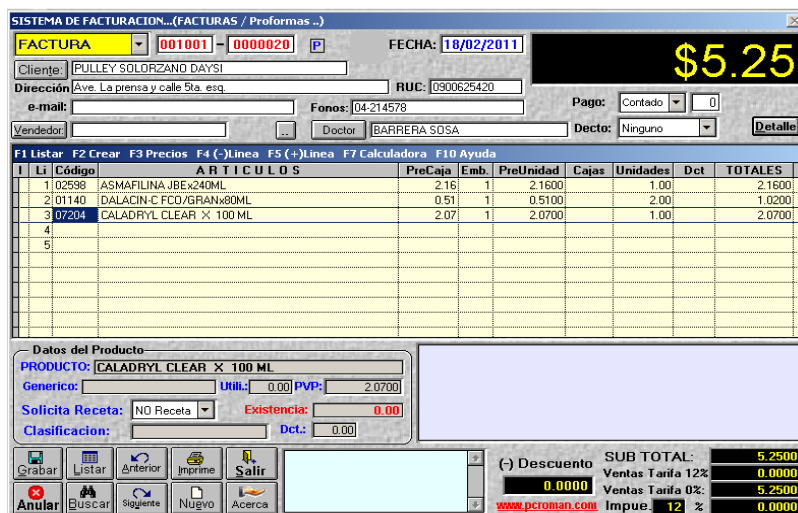 SISTEMA DE FACTURACION...(FACTURAS / Proformas ..)
FACTURA 001001 - 0000020 P FECHA: 18/02/2011 $5.25
Cliente: PULLEY SOLORZANO DAYSI
Dirección Ave. La prensa y calle 5ta. esq. RUC: 0900625420
e-mail: Fonos: 04-214578 Pago: Contado 0
Vendedor: .. Doctor BARRERA SOSA Decto: Ninguno Detalle
F1 Listar F2 Crear F3 Precios F4 (-)Linea F5 (+)Linea F7 Calculadora F10 Ayuda
I Li Código A R T I C U L O S PreCaja Emb. PreUnidad Cajas Unidades Dct TOTALES
1 02598 ASMAFILINA JBEx240ML 2.16 1 2.1600 1.00 2.1600
2 01140 DALACIN-C FCO/GRANx80ML 0.51 1 0.5100 2.00 1.0200
3 07204 CALADRYL CLEAR X 100 ML 2.07 1 2.0700 1.00 2.0700
4
5
Datos del Producto
PRODUCTO: CALADRYL CLEAR X 100 ML
Generico: Utili.: 0.00 PVP: 2.0700
Solicita Receta: NO Receta Existencia: 0.00
Clasificacion: Dct.: 0.00
Grabar Listar Anterior Imprime Salir
Anular Buscar Siguiente Nuevo Acerca
(-) Descuento SUB TOTAL: 5.2500
Ventas Tarifa 12% 0.0000
0.0000 Ventas Tarifa 0%: 5.2500
www.pcroman.com Impue. 12 % 0.0000